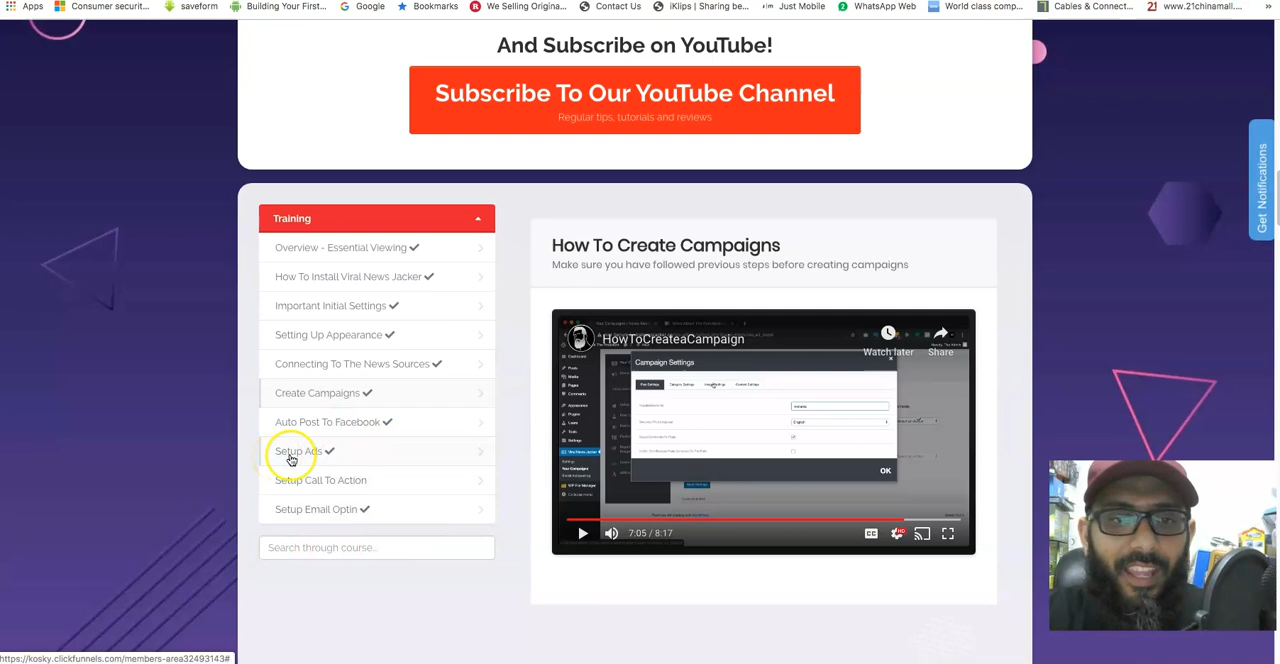 Apps Consumer securit... saveform Building Your First... Google Bookmarks We Selling Origina... Contact Us iKlips | Sharing be... Just Mobile WhatsApp Web World class comp... Cables & Connect... www.21chinamall.... »
And Subscribe on YouTube!
Subscribe To Our YouTube Channel
Regular tips, tutorials and reviews
Get Notifications
Training
Overview - Essential Viewing
How To Install Viral News Jacker
Important Initial Settings
Setting Up Appearance
Connecting To The News Sources
Create Campaigns
Auto Post To Facebook
Setup Ads
Setup Call To Action
Setup Email Optin
Search through course...
How To Create Campaigns
Make sure you have followed previous steps before creating campaigns
HowToCreateaCampaign
Watch later
Share
Campaign Settings
English
OK
7:05 / 8:17
CC
HD
https://kosky.clickfunnels.com/members-area32493143#